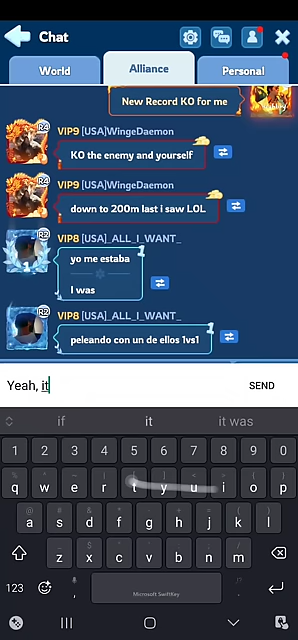 Chat
World
Alliance
Personal
New Record KO for me
R4
VIP9 [USA]WingeDaemon
KO the enemy and yourself
R4
VIP9 [USA]WingeDaemon
down to 200m last i saw LOL
R2
VIP8 [USA]_ALL_I_WANT_
yo me estaba
I was
R2
VIP8 [USA]_ALL_I_WANT_
peleando con un de ellos 1vs1
Yeah, it
SEND
if it it was
1 2 3 4 5 6 7 8 9 0
q w e r t y u i o p
a s d f g h j k l
z x c v b n m
123 , Microsoft SwiftKey .